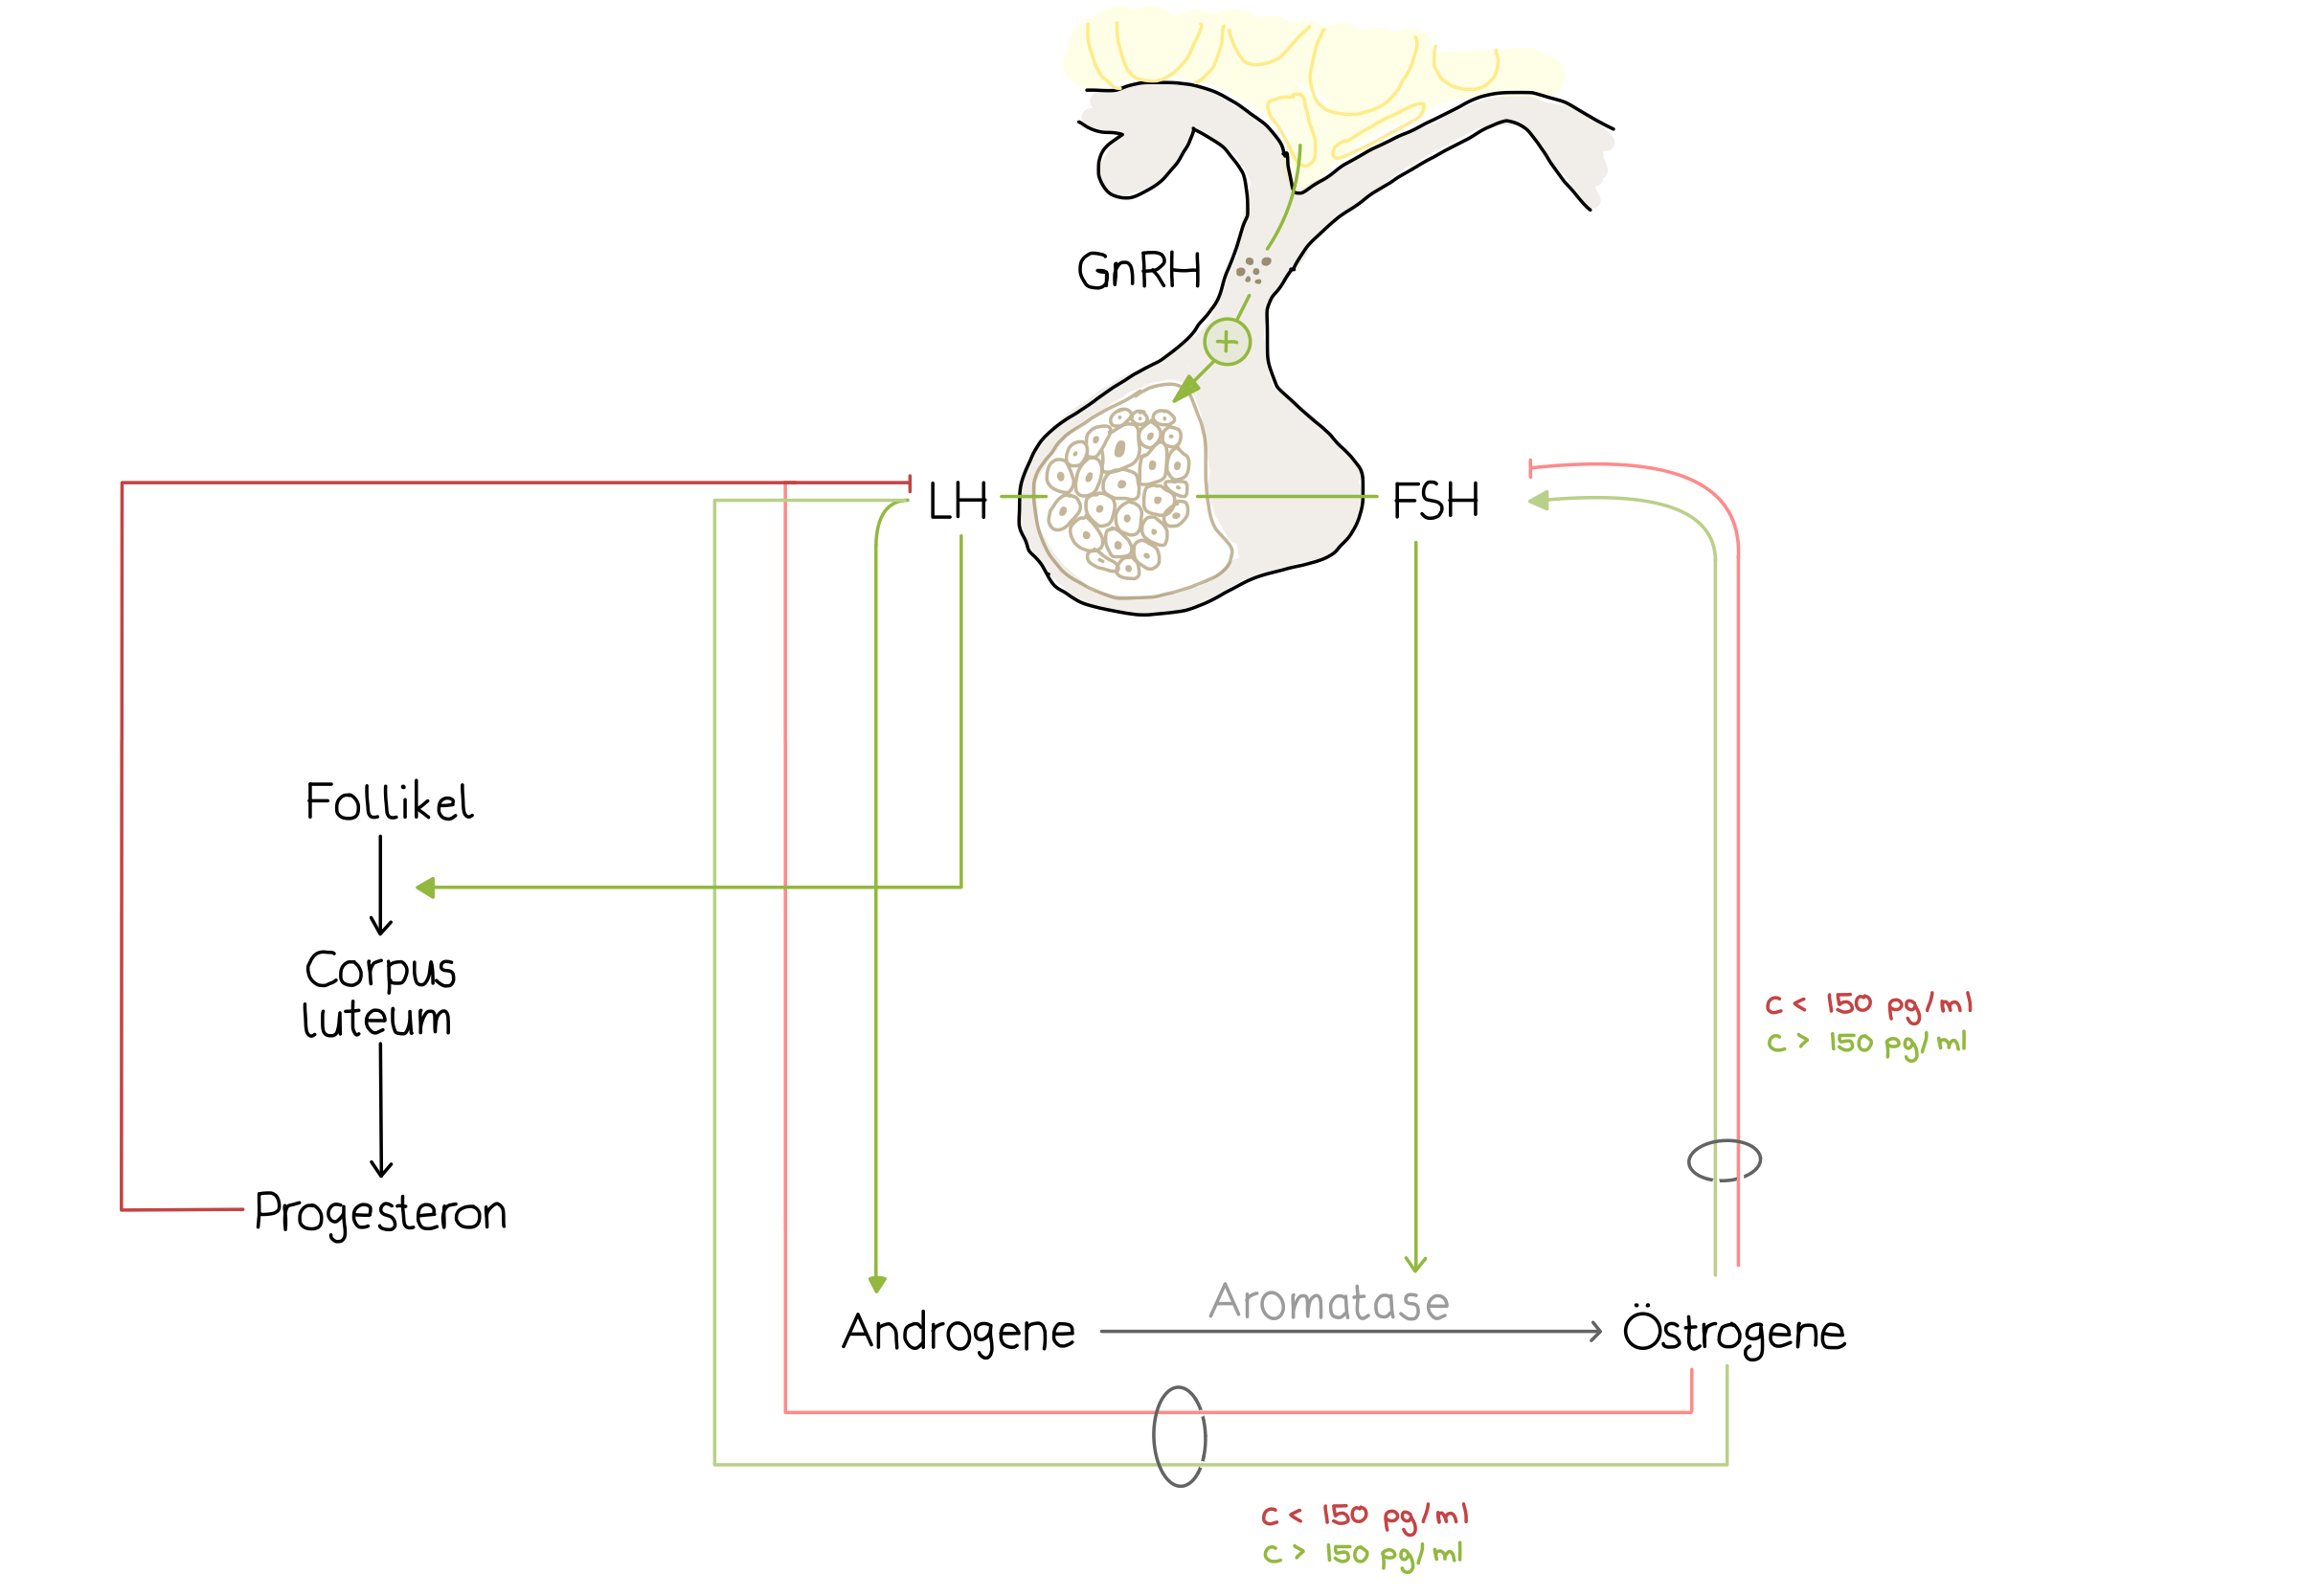 GnRH
+
LH
FSH
Follikel
Corpus
luteum
Progesteron
c < 150 pg/ml
c > 150 pg/ml
Aromatase
Androgene
Östrogene
c < 150 pg/ml
c > 150 pg/ml